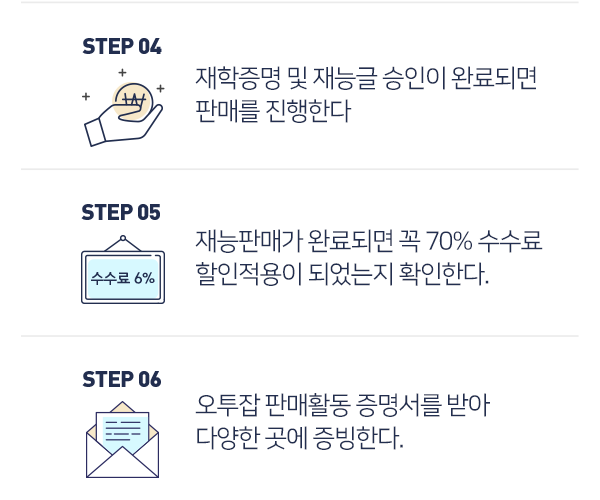 STEP 04
재학증명 및 재능글 승인이 완료되면
판매를 진행한다
₩
STEP 05
재능판매가 완료되면 꼭 70% 수수료
할인적용이 되었는지 확인한다.
수수료 6%
STEP 06
오투잡 판매활동 증명서를 받아
다양한 곳에 증빙한다.